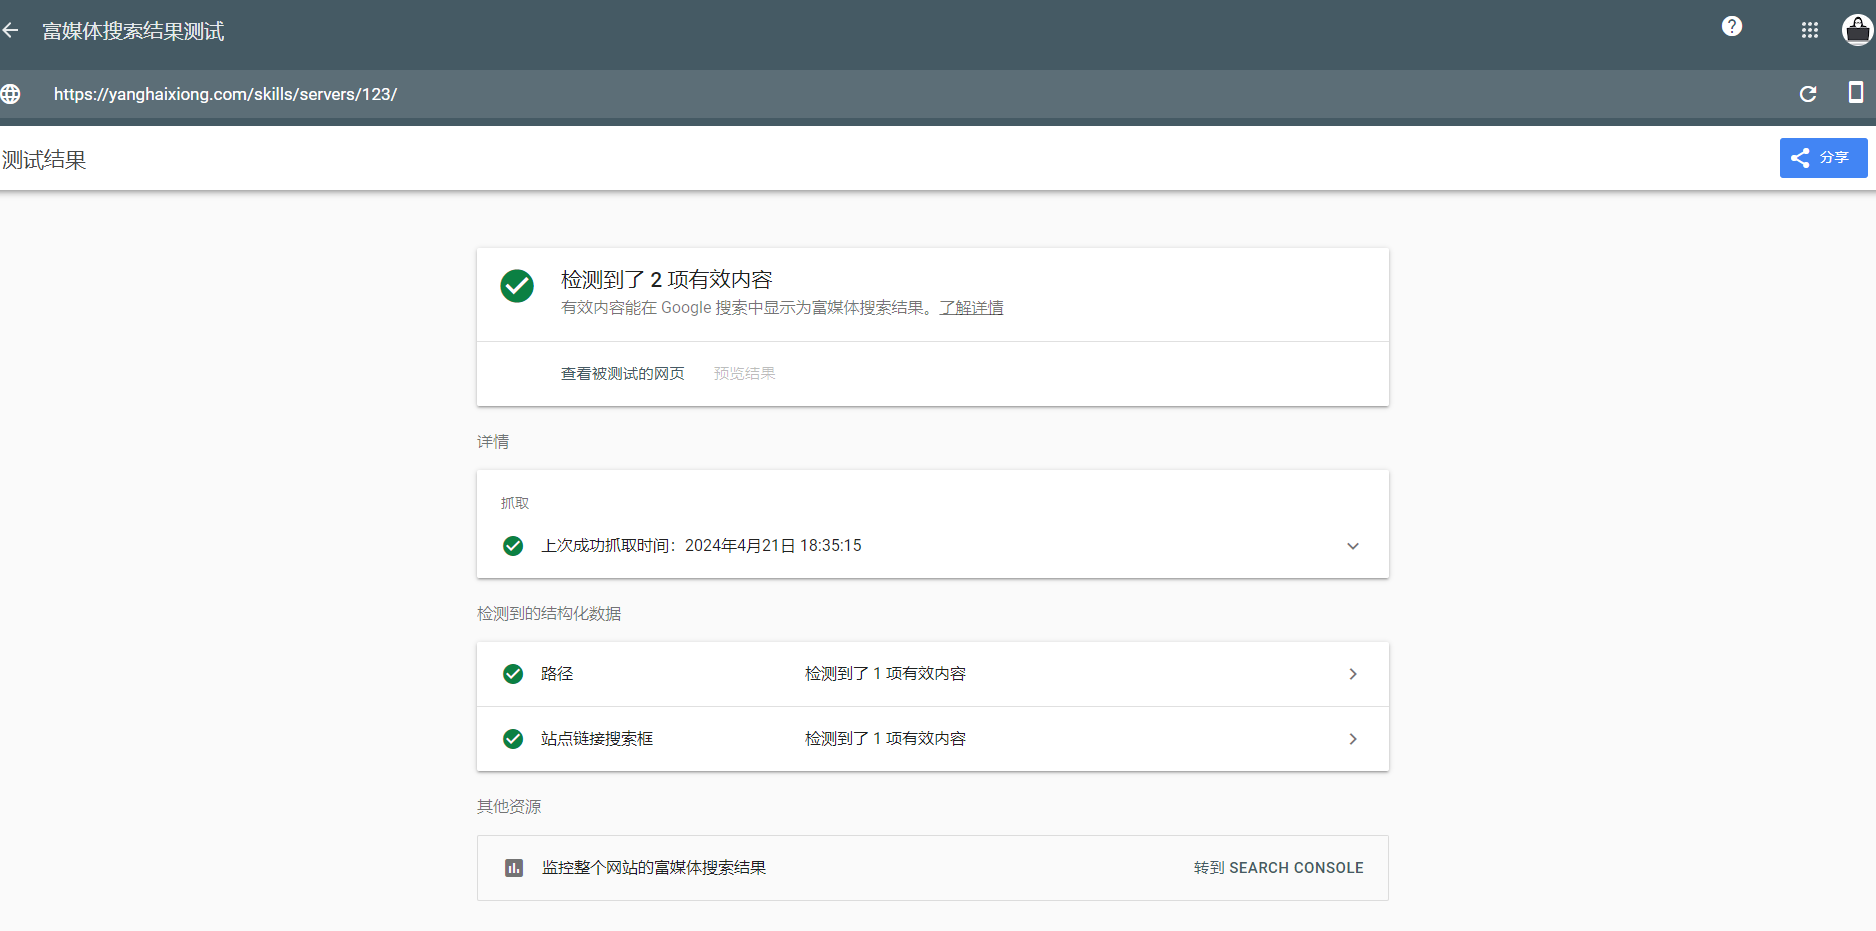 富媒体搜索结果测试
https://yanghaixiong.com/skills/servers/123/
测试结果
分享
检测到了 2 项有效内容
有效内容能在 Google 搜索中显示为富媒体搜索结果。了解详情
查看被测试的网页 预览结果
详情
抓取
上次成功抓取时间：2024年4月21日 18:35:15
检测到的结构化数据
路径 检测到了 1 项有效内容
站点链接搜索框 检测到了 1 项有效内容
其他资源
监控整个网站的富媒体搜索结果 转到 SEARCH CONSOLE